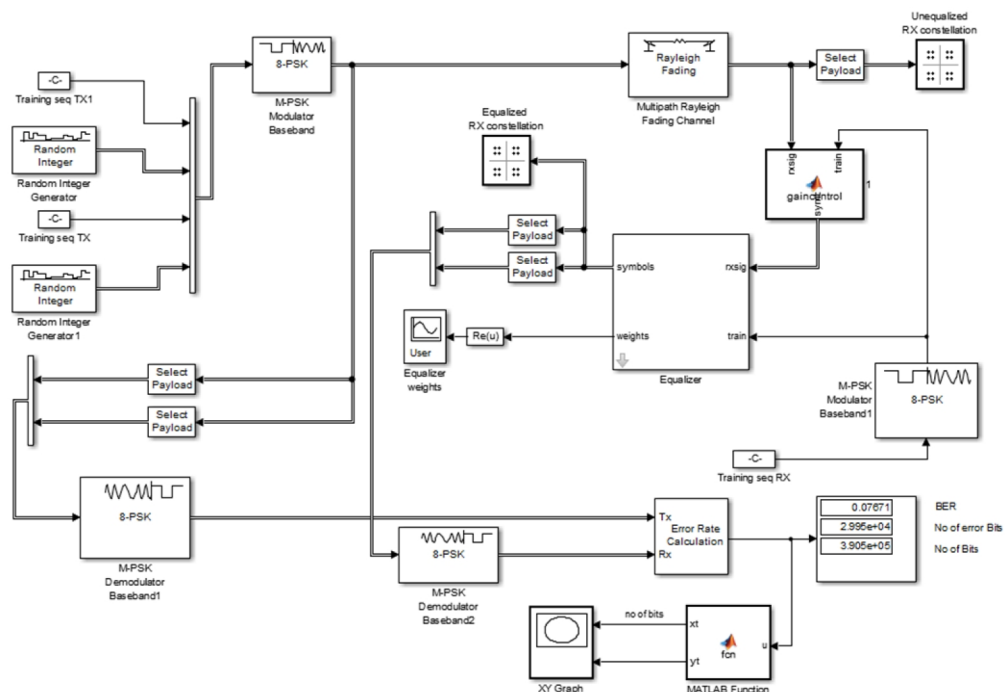 Unequalized
RX constellation
8-PSK
M-PSK
Modulator
Baseband
Rayleigh
Fading
Multipath Rayleigh
Fading Channel
Select
Payload
-C-
Training seq TX1
Random
Integer
Random Integer
Generator
-C-
Training seq TX
Random
Integer
Random Integer
Generator1
Equalized
RX constellation
rxsig
train
gaincontrol
sym
1
Select
Payload
Select
Payload
symbols
weights
rxsig
train
Equalizer
User
Equalizer
weights
Re(u)
Select
Payload
Select
Payload
M-PSK
Modulator
Baseband1
8-PSK
-C-
Training seq RX
8-PSK
M-PSK
Demodulator
Baseband1
8-PSK
M-PSK
Demodulator
Baseband2
Tx
Rx
Error Rate
Calculation
0.07671
2.995e+04
3.905e+05
BER
No of error Bits
No of Bits
no of bits
XY Graph
xt
yt
u
fcn
MATLAB Function